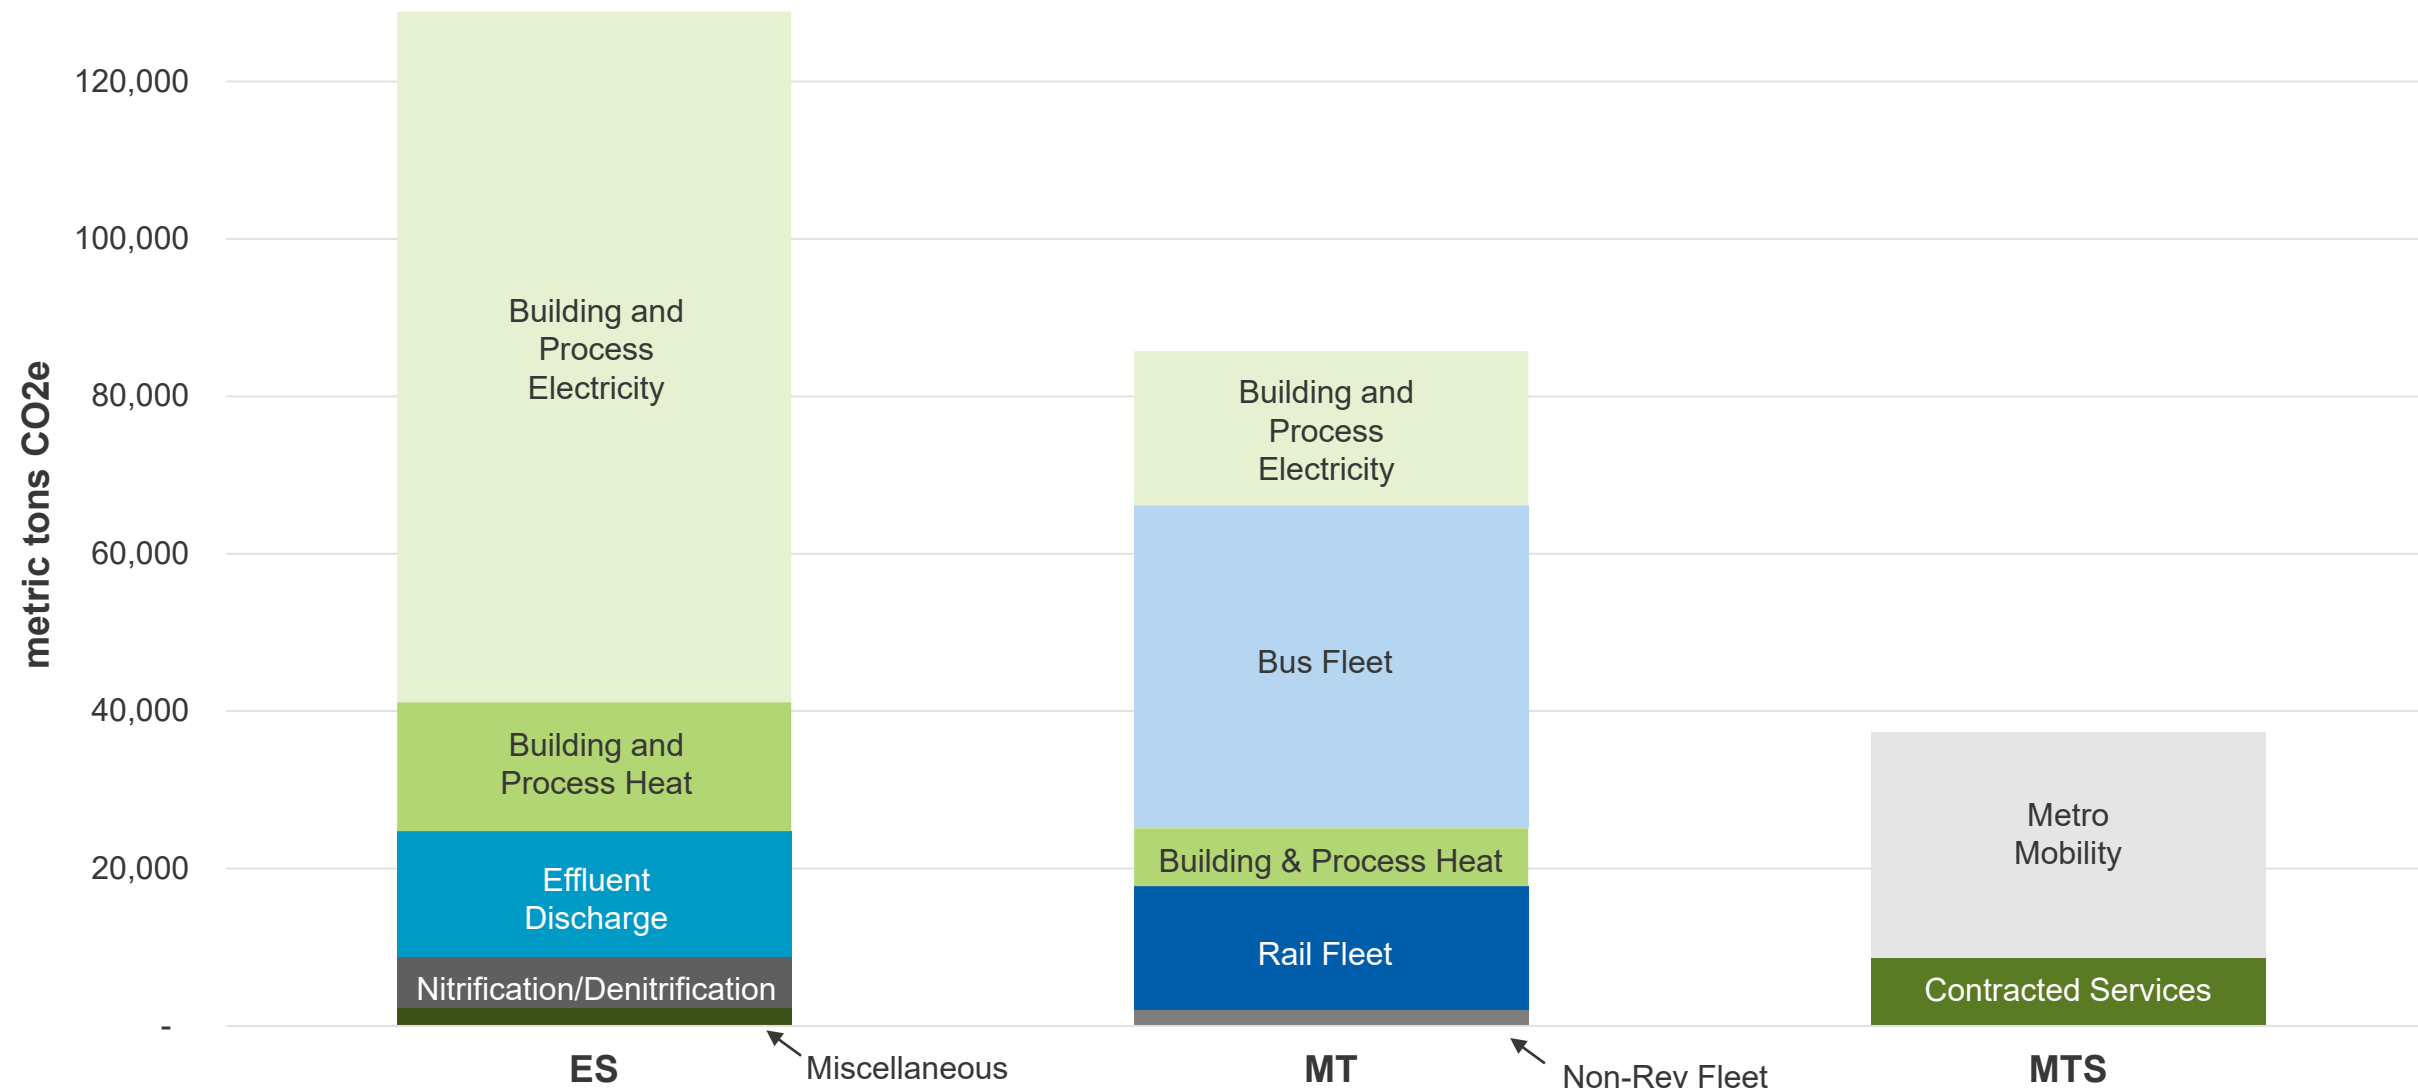 metric tons CO2e
120,000
100,000
80,000
60,000
40,000
20,000
-
Building and
Process
Electricity
Building and
Process Heat
Effluent
Discharge
Nitrification/Denitrification
Miscellaneous
ES
Building and
Process
Electricity
Bus Fleet
Building & Process Heat
Rail Fleet
Non-Rev Fleet
MT
Metro
Mobility
Contracted Services
MTS